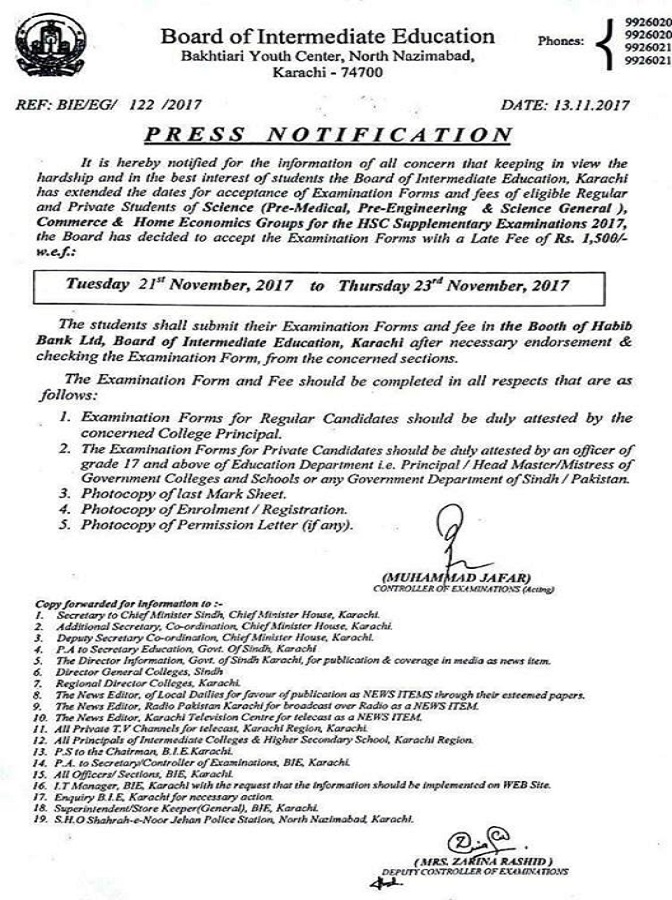 Board of Intermediate Education
Bakhtiari Youth Center, North Nazimabad,
Karachi - 74700
Phones:
9926020
9926020
9926021
9926021
REF: BIE/EG/ 122 /2017 DATE: 13.11.2017
PRESS NOTIFICATION
It is hereby notified for the information of all concern that keeping in view the
hardship and in the best interest of students the Board of Intermediate Education, Karachi
has extended the dates for acceptance of Examination Forms and fees of eligible Regular
and Private Students of Science (Pre-Medical, Pre-Engineering & Science General ),
Commerce & Home Economics Groups for the HSC Supplementary Examinations 2017,
the Board has decided to accept the Examination Forms with a Late Fee of Rs. 1,500/-
w.e.f.:
Tuesday 21st November, 2017 to Thursday 23rd November, 2017
The students shall submit their Examination Forms and fee in the Booth of Habib
Bank Ltd, Board of Intermediate Education, Karachi after necessary endorsement &
checking the Examination Form, from the concerned sections.
The Examination Form and Fee should be completed in all respects that are as
follows:
1. Examination Forms for Regular Candidates should be duly attested by the
concerned College Principal.
2. The Examination Forms for Private Candidates should be duly attested by an officer of
grade 17 and above of Education Department i.e. Principal / Head Master/Mistress of
Government Colleges and Schools or any Government Department of Sindh / Pakistan.
3. Photocopy of last Mark Sheet.
4. Photocopy of Enrolment / Registration.
5. Photocopy of Permission Letter (if any).
(MUHAMMAD JAFAR)
CONTROLLER OF EXAMINATIONS (Acting)
Copy forwarded for information to :-
1. Secretary to Chief Minister Sindh, Chief Minister House, Karachi.
2. Additional Secretary, Co-ordination, Chief Minister House, Karachi.
3. Deputy Secretary Co-ordination, Chief Minister House, Karachi.
4. P.A to Secretary Education, Govt. Of Sindh, Karachi
5. The Director Information, Govt. of Sindh Karachi, for publication & coverage in media as news item.
6. Director General Colleges, Sindh
7. Regional Director Colleges, Karachi.
8. The News Editor, of Local Dailies for favour of publication as NEWS ITEMS through their esteemed papers.
9. The News Editor, Radio Pakistan Karachi for broadcast over Radio as a NEWS ITEM.
10. The News Editor, Karachi Television Centre for telecast as a NEWS ITEM.
11. All Private T.V Channels for telecast, Karachi Region, Karachi.
12. All Principals of Intermediate Colleges & Higher Secondary School, Karachi Region.
13. P.S to the Chairman, B.I.E.Karachi.
14. P.A. to Secretary/Controller of Examinations, BIE, Karachi.
15. All Officers/ Sections, BIE, Karachi.
16. I.T Manager, BIE, Karachi with the request that the information should be implemented on WEB Site.
17. Enquiry B.I.E, Karachi for necessary action.
18. Superintendent/Store Keeper(General), BIE, Karachi.
19. S.H.O Shahrah-e-Noor Jehan Police Station, North Nazimabad, Karachi.
(MRS. ZARINA RASHID )
DEPUTY CONTROLLER OF EXAMINATIONS